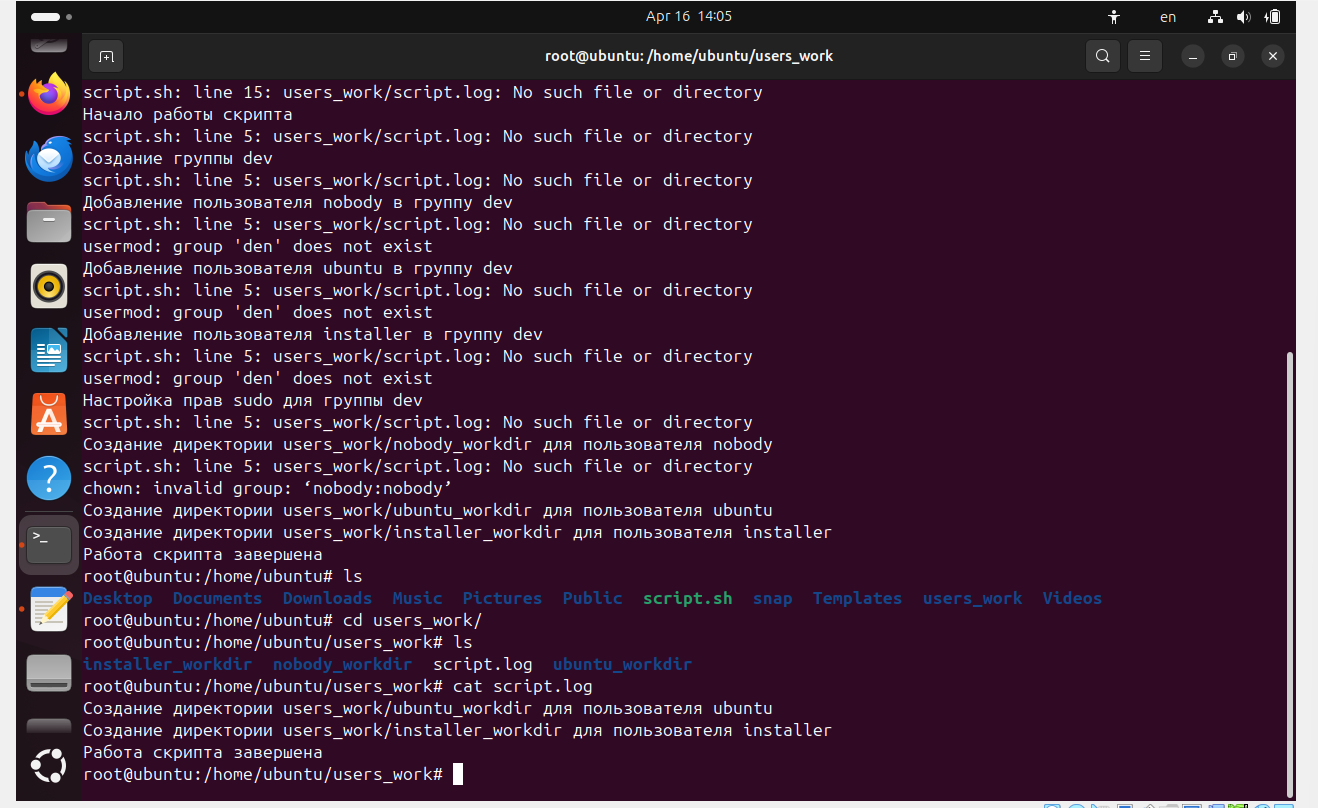 Apr 16 14:05
en
root@ubuntu: /home/ubuntu/users_work
script.sh: line 15: users_work/script.log: No such file or directory
Начало работы скрипта
script.sh: line 5: users_work/script.log: No such file or directory
Создание группы dev
script.sh: line 5: users_work/script.log: No such file or directory
Добавление пользователя nobody в группу dev
script.sh: line 5: users_work/script.log: No such file or directory
usermod: group 'den' does not exist
Добавление пользователя ubuntu в группу dev
script.sh: line 5: users_work/script.log: No such file or directory
usermod: group 'den' does not exist
Добавление пользователя installer в группу dev
script.sh: line 5: users_work/script.log: No such file or directory
usermod: group 'den' does not exist
Настройка прав sudo для группы dev
script.sh: line 5: users_work/script.log: No such file or directory
Создание директории users_work/nobody_workdir для пользователя nobody
script.sh: line 5: users_work/script.log: No such file or directory
chown: invalid group: ‘nobody:nobody’
Создание директории users_work/ubuntu_workdir для пользователя ubuntu
Создание директории users_work/installer_workdir для пользователя installer
Работа скрипта завершена
root@ubuntu:/home/ubuntu# ls
Desktop Documents Downloads Music Pictures Public script.sh snap Templates users_work Videos
root@ubuntu:/home/ubuntu# cd users_work/
root@ubuntu:/home/ubuntu/users_work# ls
installer_workdir nobody_workdir script.log ubuntu_workdir
root@ubuntu:/home/ubuntu/users_work# cat script.log
Создание директории users_work/ubuntu_workdir для пользователя ubuntu
Создание директории users_work/installer_workdir для пользователя installer
Работа скрипта завершена
root@ubuntu:/home/ubuntu/users_work#